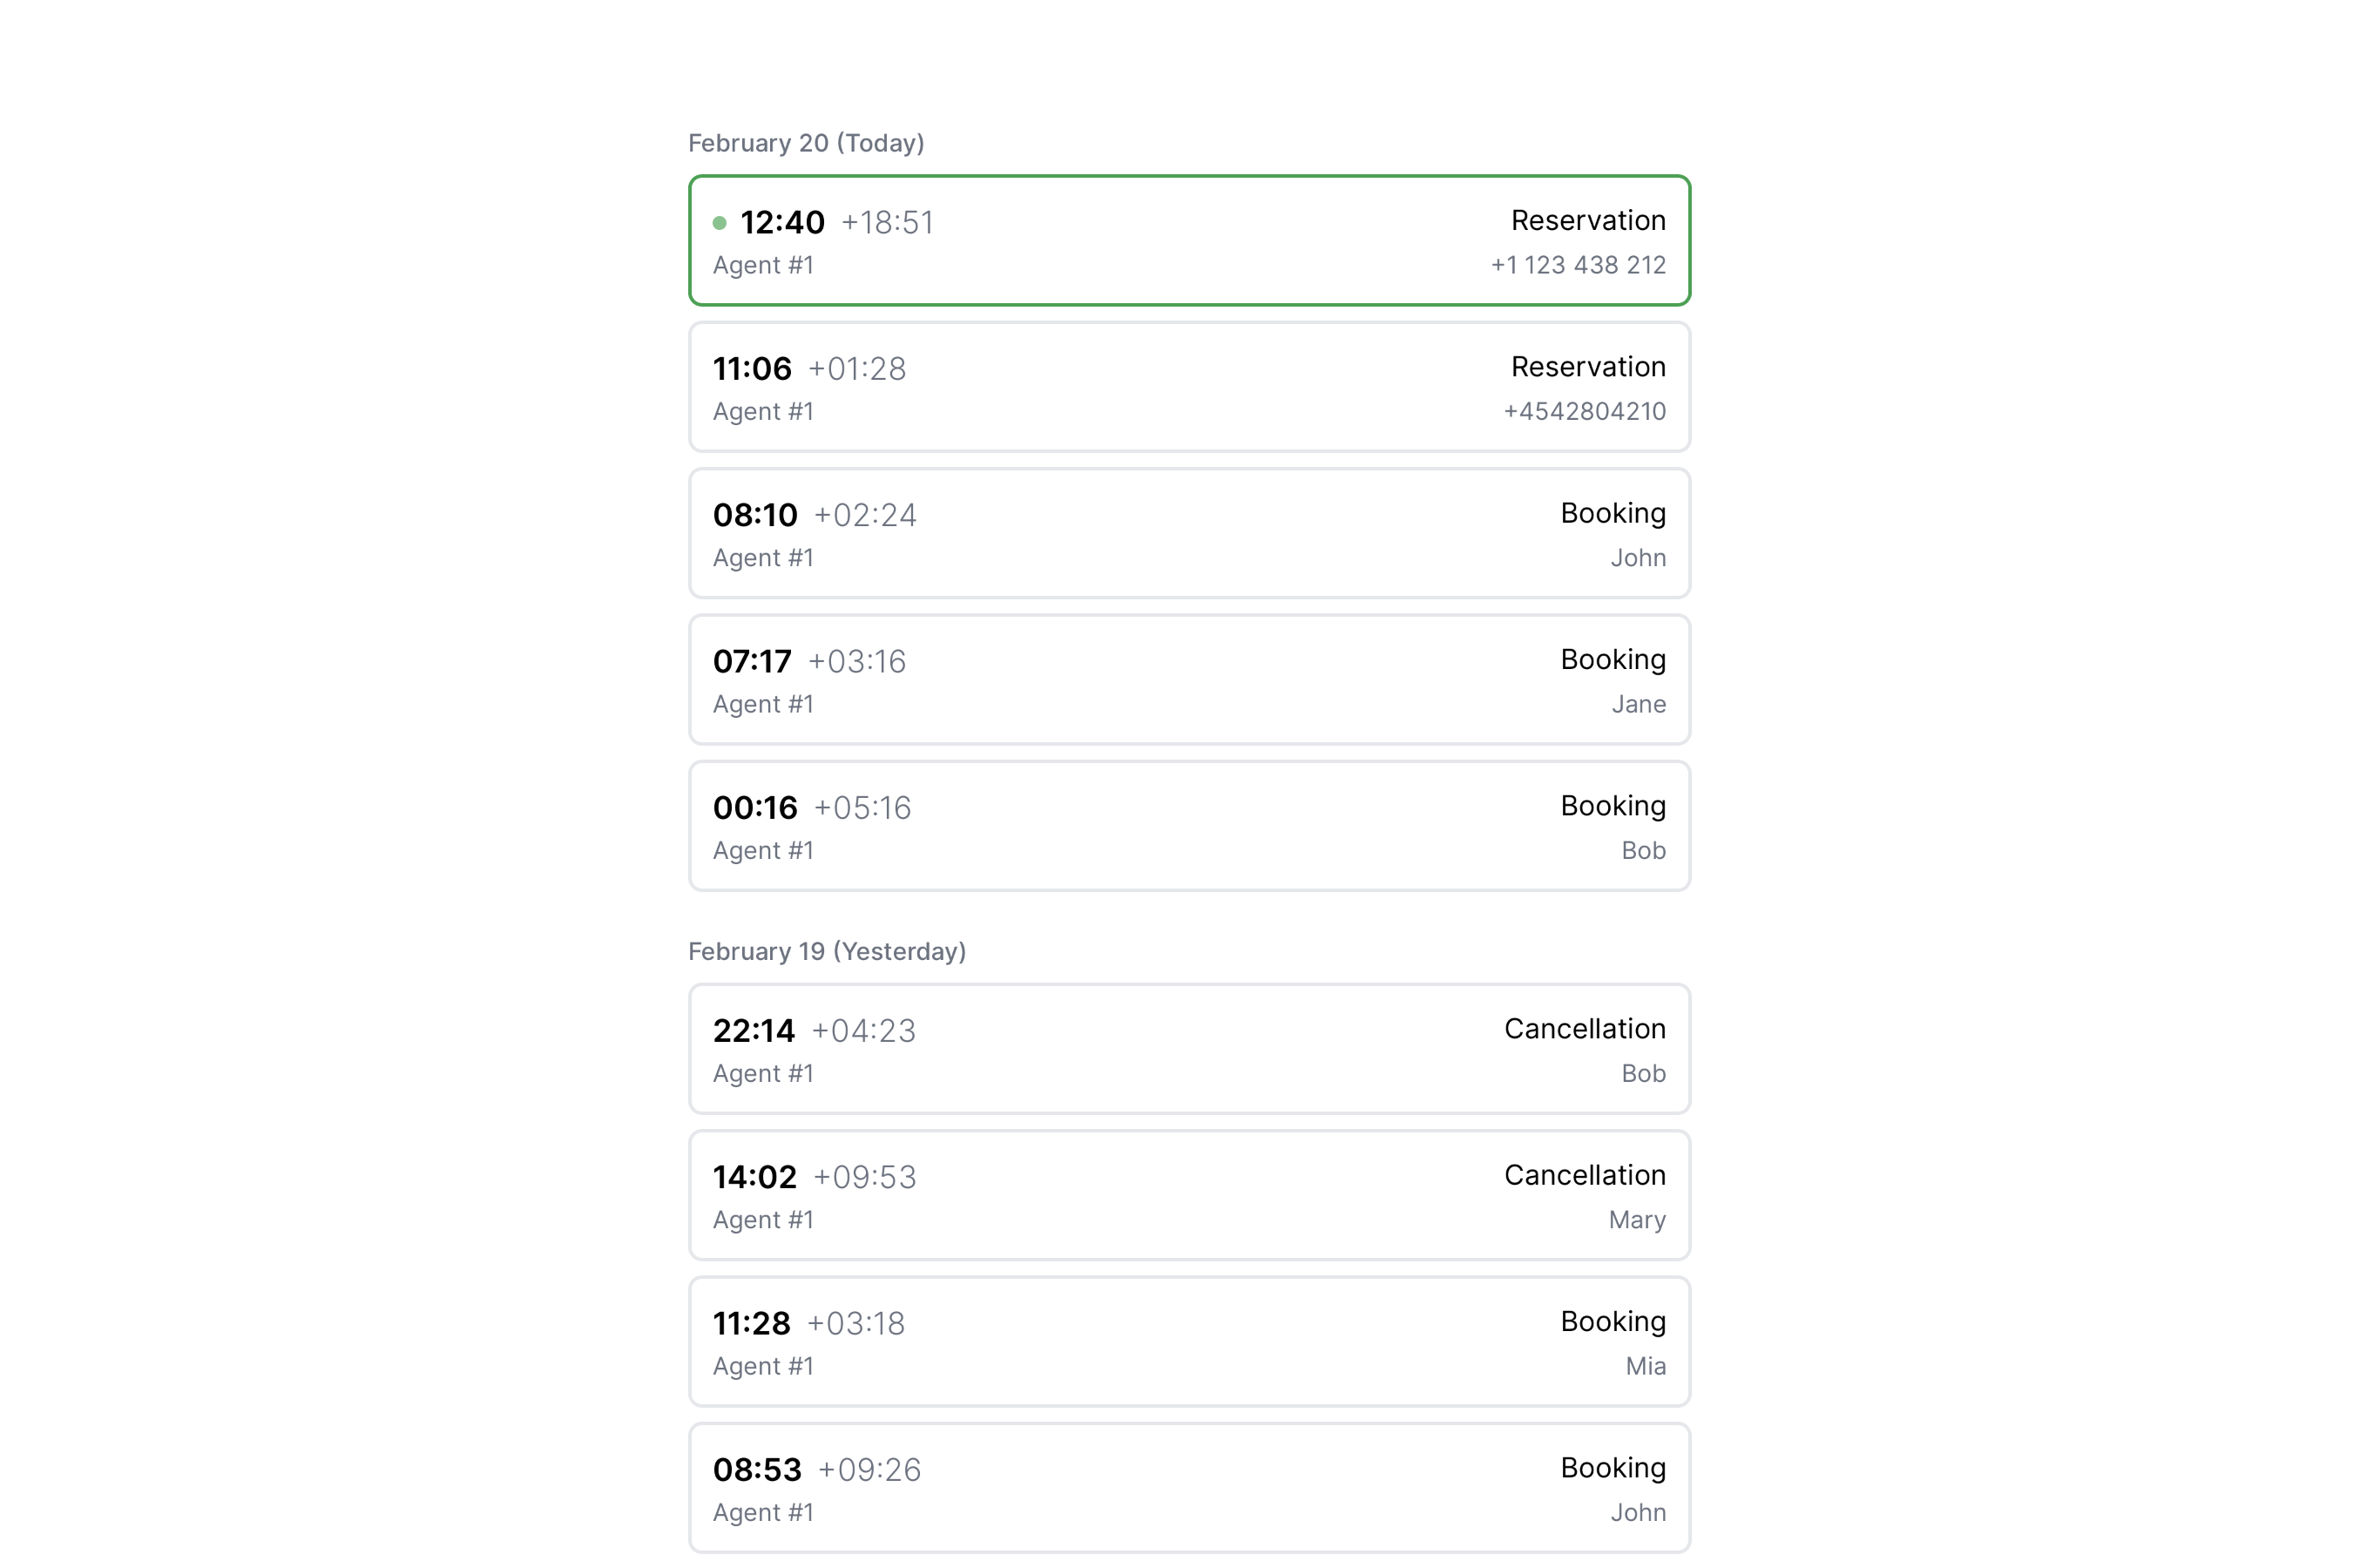 February 20 (Today)
12:40 +18:51 Reservation
Agent #1 +1 123 438 212
11:06 +01:28 Reservation
Agent #1 +4542804210
08:10 +02:24 Booking
Agent #1 John
07:17 +03:16 Booking
Agent #1 Jane
00:16 +05:16 Booking
Agent #1 Bob
February 19 (Yesterday)
22:14 +04:23 Cancellation
Agent #1 Bob
14:02 +09:53 Cancellation
Agent #1 Mary
11:28 +03:18 Booking
Agent #1 Mia
08:53 +09:26 Booking
Agent #1 John